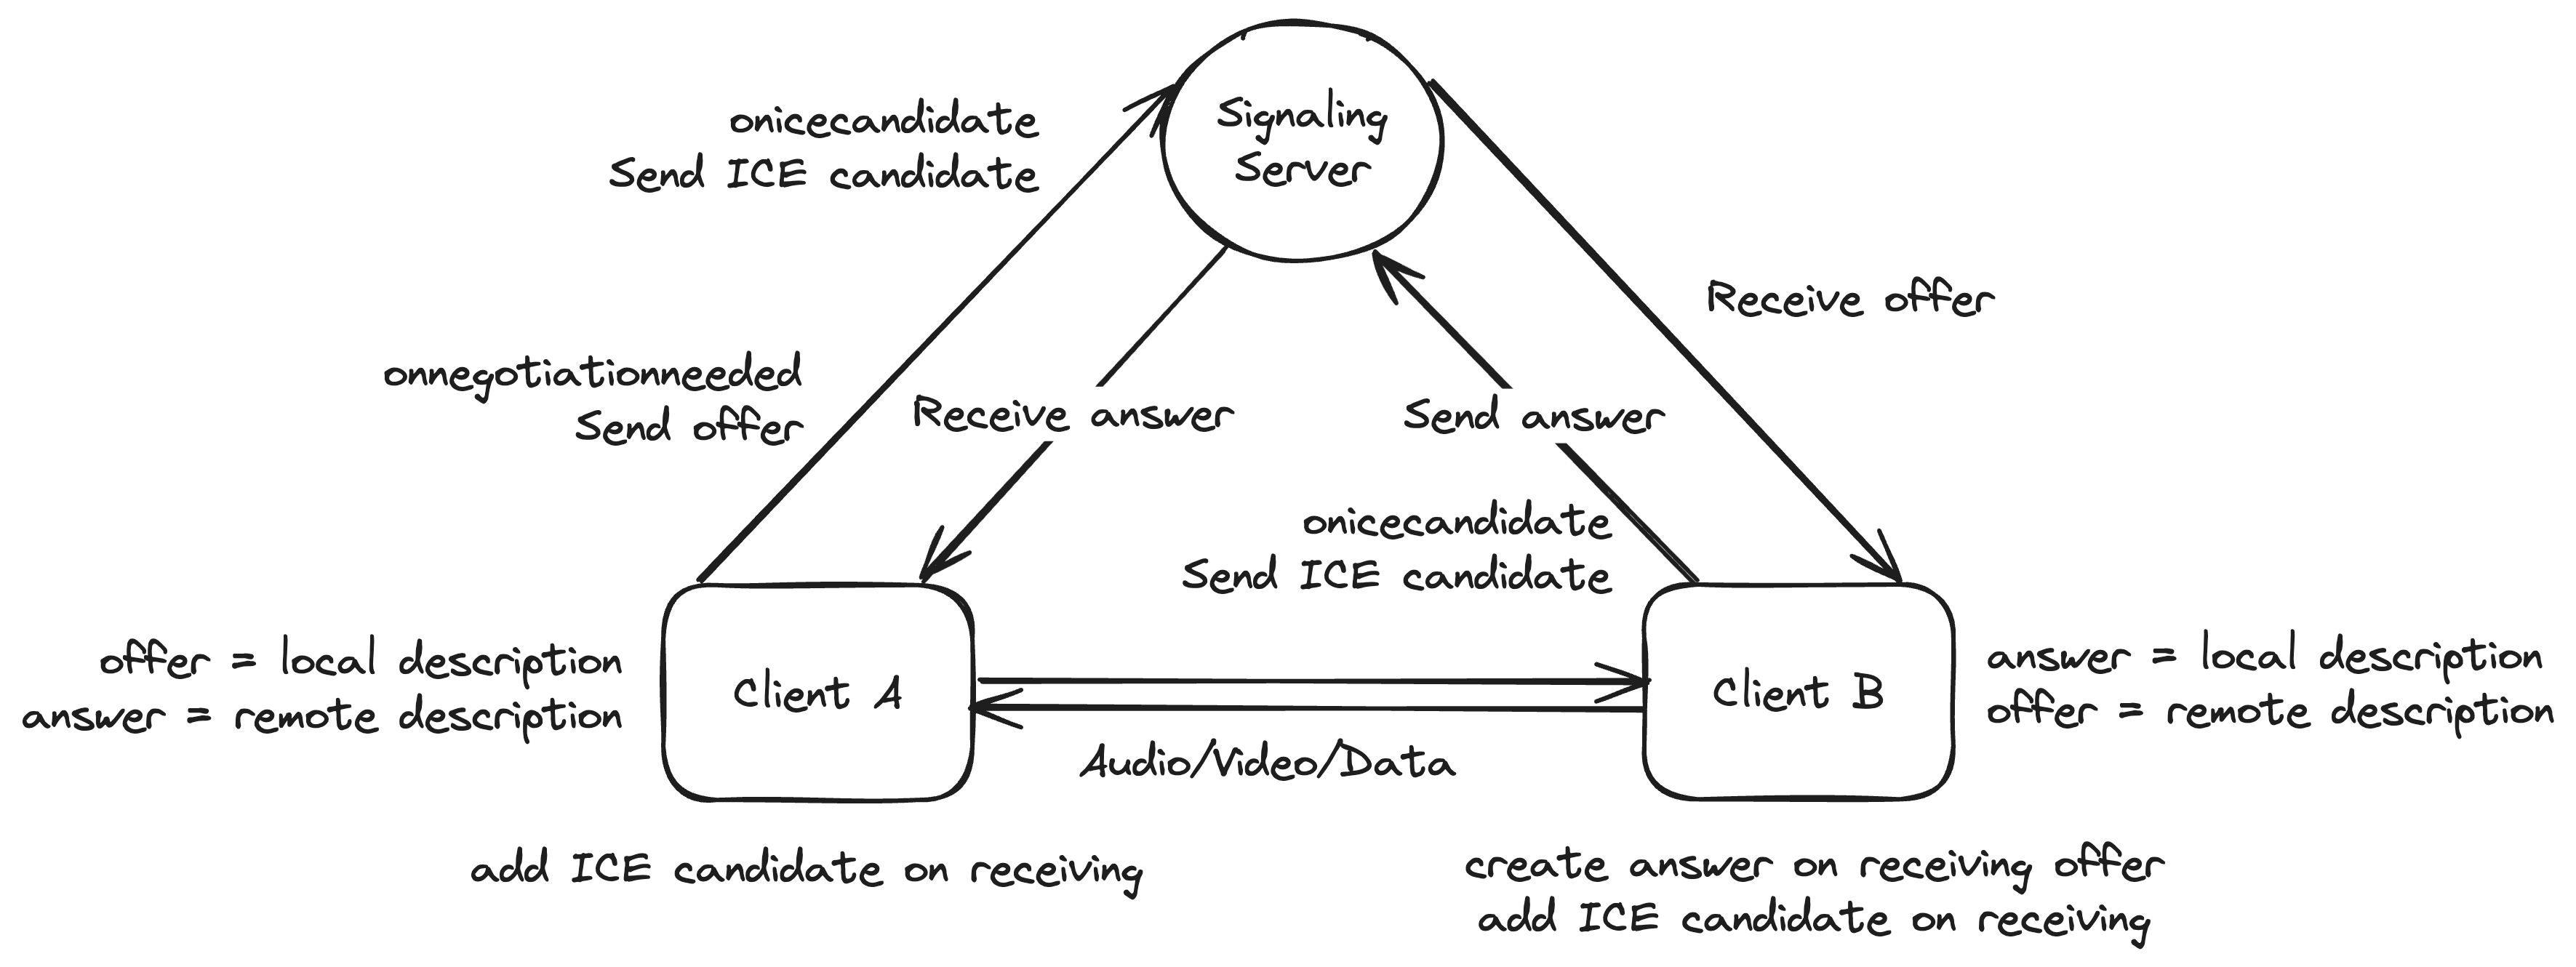 Signaling
Server
onicecandidate
Send ICE candidate
Receive offer
onnegotiationneeded
Send offer
Receive answer
Send answer
onicecandidate
Send ICE candidate
offer = local description
answer = remote description
Client A
Client B
answer = local description
offer = remote description
Audio/Video/Data
add ICE candidate on receiving
create answer on receiving offer
add ICE candidate on receiving